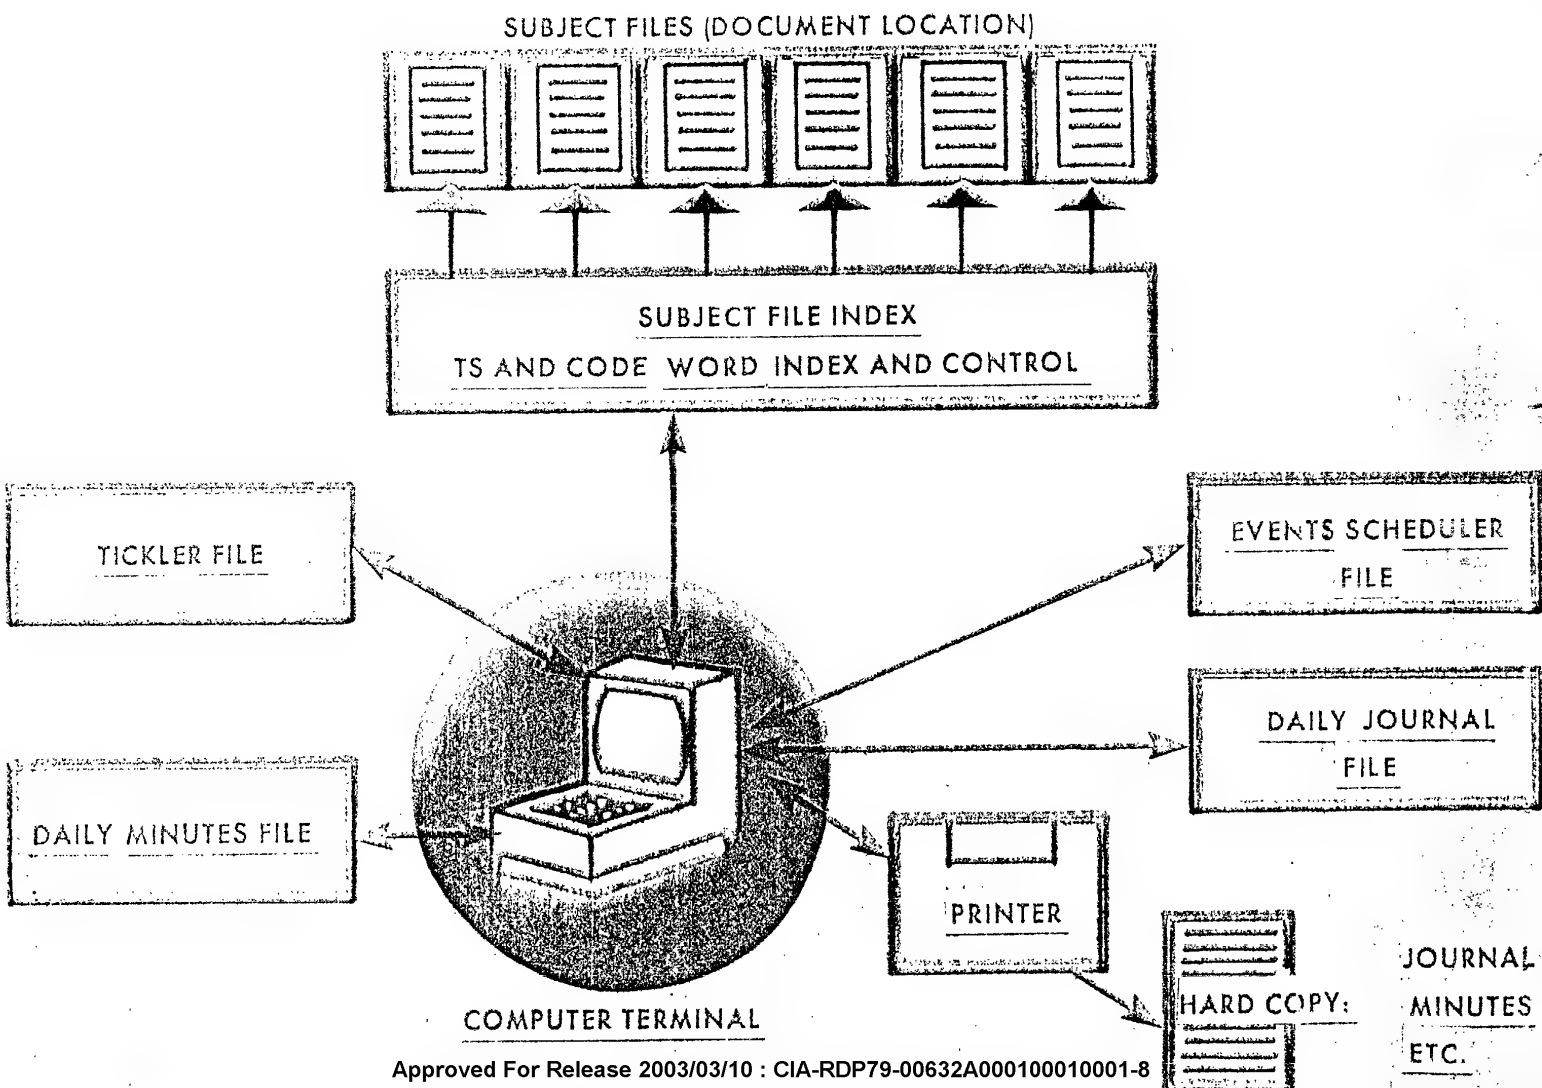 SUBJECT FILES (DOCUMENT LOCATION)
SUBJECT FILE INDEX
TS AND CODE WORD INDEX AND CONTROL
TICKLER FILE
EVENTS SCHEDULER
FILE
DAILY JOURNAL
FILE
DAILY MINUTES FILE
PRINTER
HARD COPY:
JOURNAL
MINUTES
ETC.
COMPUTER TERMINAL
Approved For Release 2003/03/10 : CIA-RDP79-00632A000100010001-8